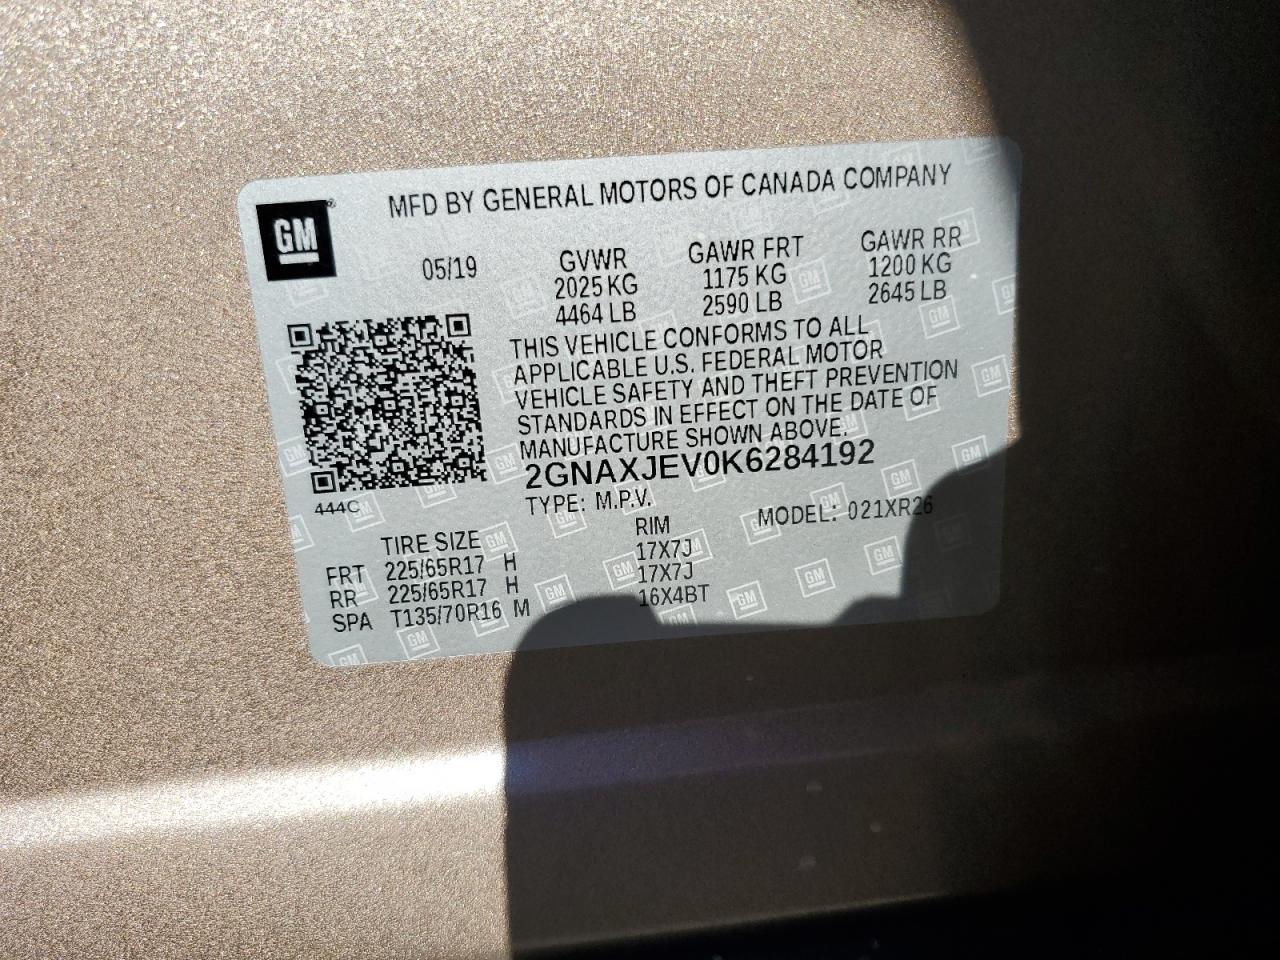 GM ®
MFD BY GENERAL MOTORS OF CANADA COMPANY
05/19 GVWR GAWR FRT GAWR RR
2025 KG 1175 KG 1200 KG
4464 LB 2590 LB 2645 LB
THIS VEHICLE CONFORMS TO ALL
APPLICABLE U.S. FEDERAL MOTOR
VEHICLE SAFETY AND THEFT PREVENTION
STANDARDS IN EFFECT ON THE DATE OF
MANUFACTURE SHOWN ABOVE.
2GNAXJEV0K6284192
444C TYPE: M.P.V. MODEL: 021XR26
TIRE SIZE RIM
FRT 225/65R17 H 17X7J
RR 225/65R17 H 17X7J
SPA T135/70R16 M 16X4BT